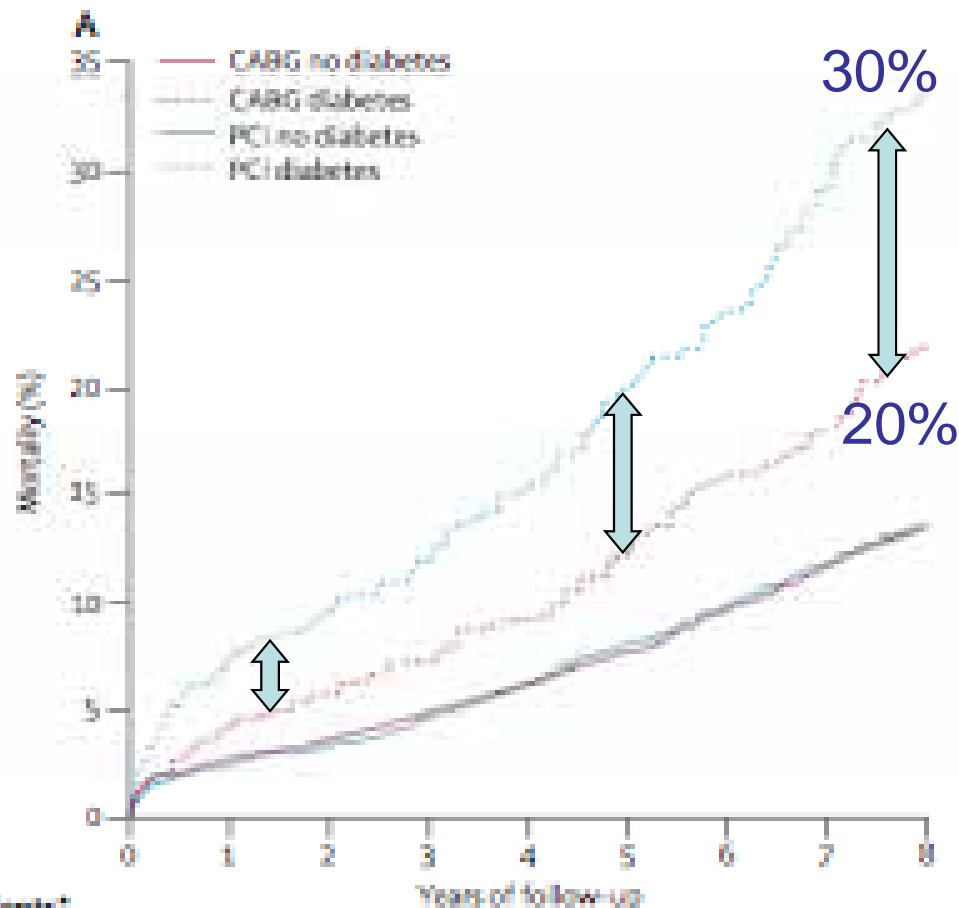 A
35
CABG no diabetes
CABG diabetes
PCI no diabetes
PCI diabetes
30%
30
25
20
20%
15
10
5
0
Mortality (%)
0 1 2 3 4 5 6 7 8
Years of follow-up